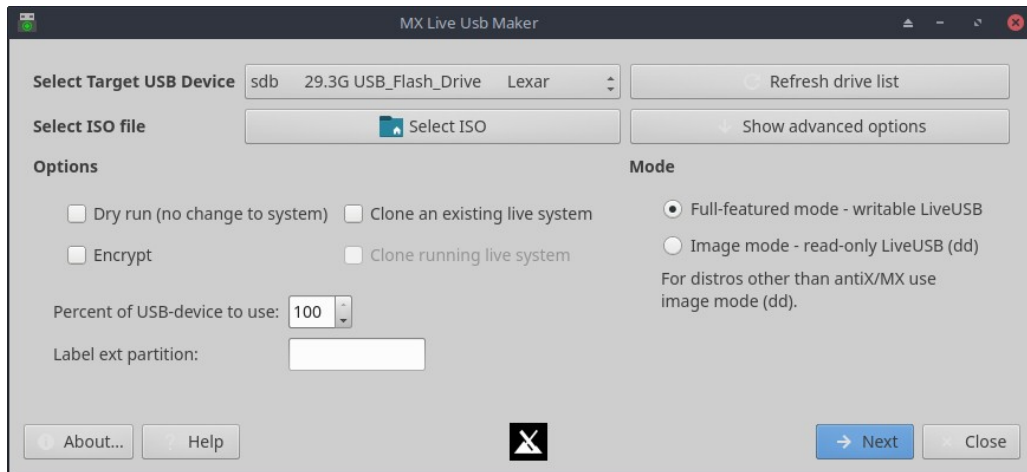 MX Live Usb Maker
Select Target USB Device sdb 29.3G USB_Flash_Drive Lexar Refresh drive list
Select ISO file Select ISO Show advanced options
Options Mode
Dry run (no change to system) Clone an existing live system Full-featured mode - writable LiveUSB
Encrypt Clone running live system Image mode - read-only LiveUSB (dd)
For distros other than antiX/MX use
image mode (dd).
Percent of USB-device to use: 100
Label ext partition:
About... Help Next Close